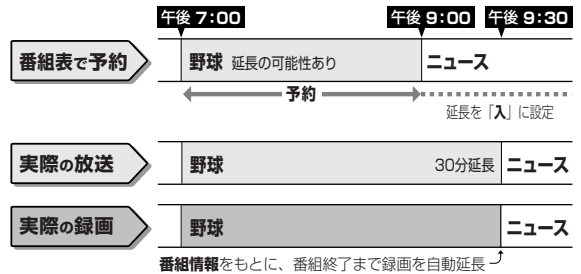 午後 7:00 午後 9:00 午後 9:30
番組表で予約 野球 延長の可能性あり ニュース
予約
延長を「入」に設定
実際の放送 野球 30分延長 ニュース
実際の録画 野球 ニュース
番組情報をもとに、番組終了まで録画を自動延長